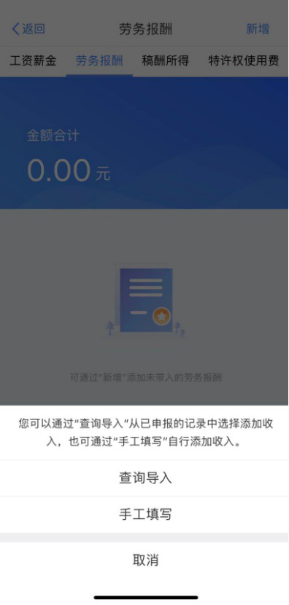 返回 劳务报酬 新增
工资薪金 劳务报酬 稿酬所得 特许权使用费
金额合计
0.00 元
可通过“新增”添加未带入的劳务报酬
您可以通过“查询导入”从已申报的记录中选择添加收
入，也可通过“手工填写”自行添加收入。
查询导入
手工填写
取消